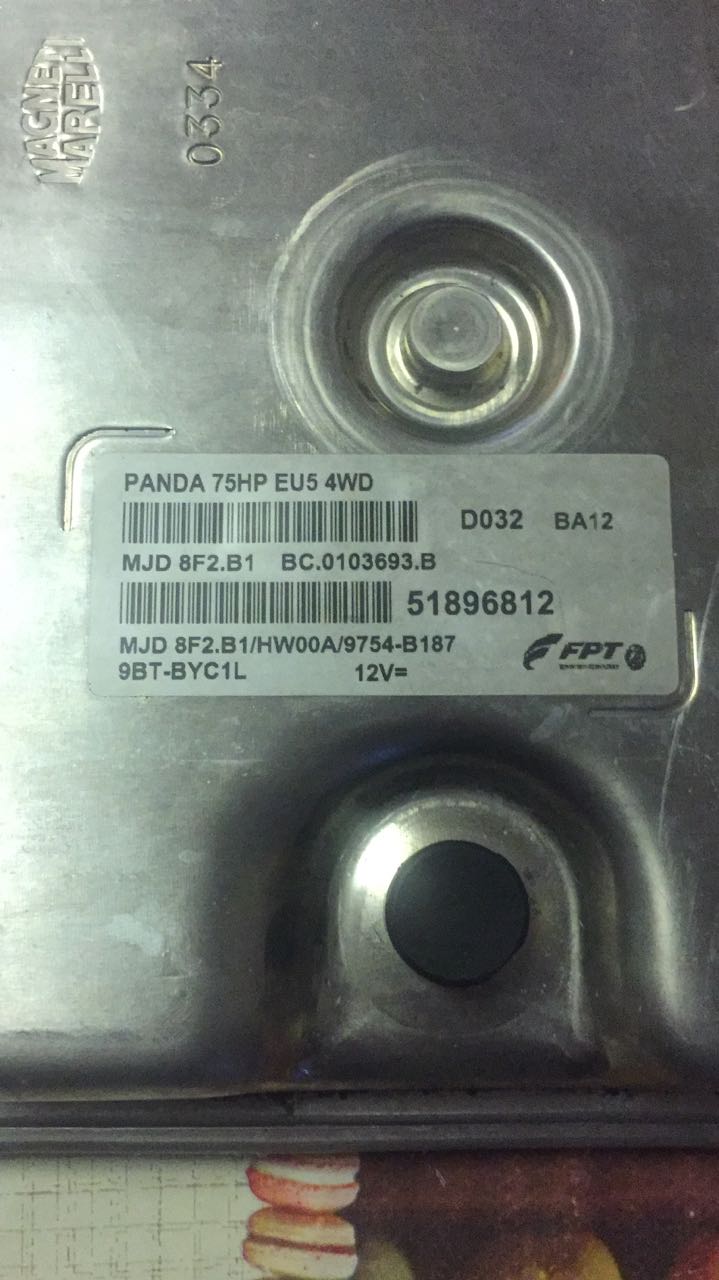 MAGNETI
MARELLI
0334
PANDA 75HP EU5 4WD
D032 BA12
MJD 8F2.B1 BC.0103693.B
51896812
MJD 8F2.B1/HW00A/9754-B187
9BT-BYC1L 12V=
FPT